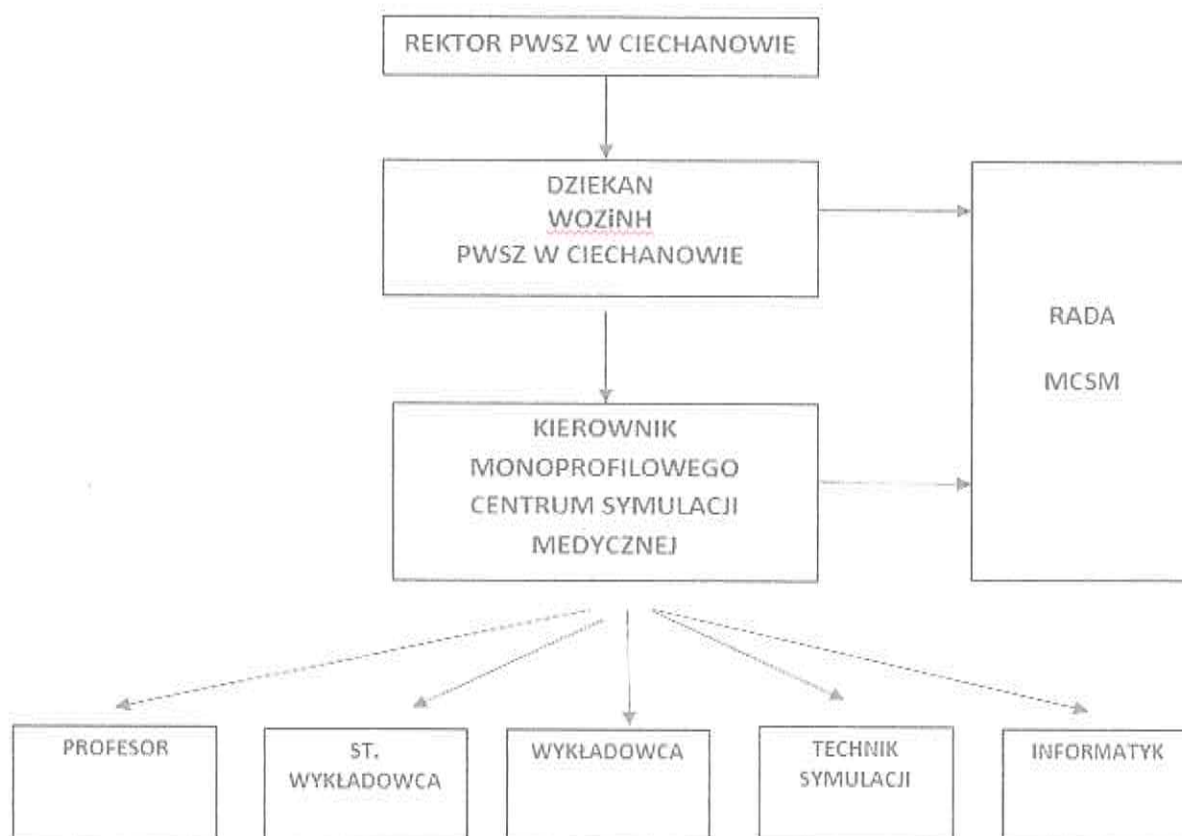 REKTOR PWSZ W CIECHANOWIE
DZIEKAN
WOZiNH
PWSZ W CIECHANOWIE
RADA
MCSM
KIEROWNIK
MONOPROFILOWEGO
CENTRUM SYMULACJI
MEDYCZNEJ
PROFESOR
ST.
WYKŁADOWCA
WYKŁADOWCA
TECHNIK
SYMULACJI
INFORMATYK